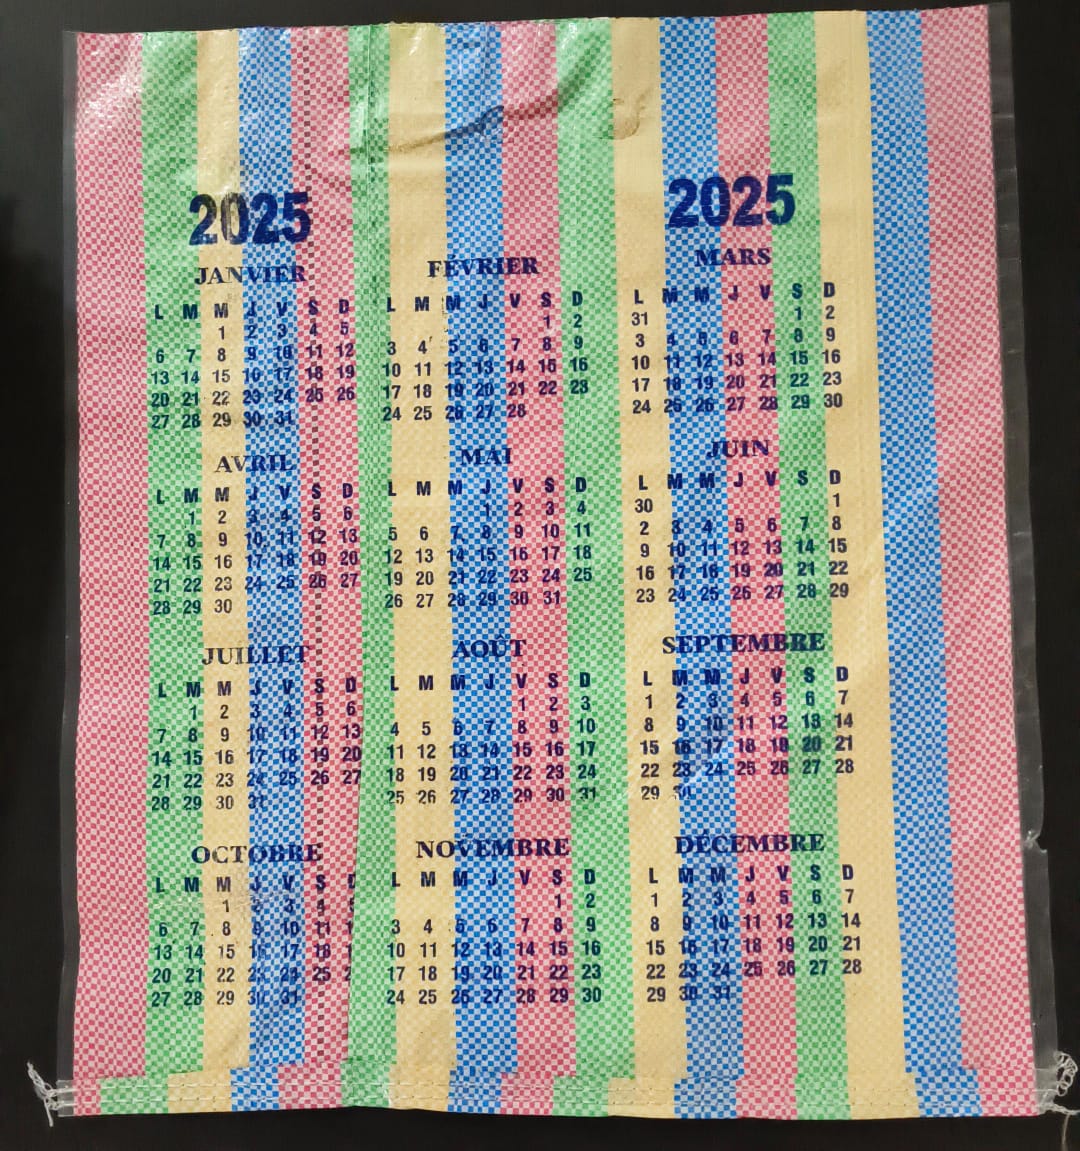 2025
JANVIER
L M M J V S D
1 2 3 4 5
6 7 8 9 10 11 12
13 14 15 16 17 18 19
20 21 22 23 24 25 26
27 28 29 30 31
FÉVRIER
L M M J V S D
1 2
3 4 5 6 7 8 9
10 11 12 13 14 15 16
17 18 19 20 21 22 23
24 25 26 27 28
2025
MARS
L M M J V S D
31 1 2
3 4 5 6 7 8 9
10 11 12 13 14 15 16
17 18 19 20 21 22 23
24 25 26 27 28 29 30
AVRIL
L M M J V S D
1 2 3 4 5 6
7 8 9 10 11 12 13
14 15 16 17 18 19 20
21 22 23 24 25 26 27
28 29 30
MAI
L M M J V S D
1 2 3 4
5 6 7 8 9 10 11
12 13 14 15 16 17 18
19 20 21 22 23 24 25
26 27 28 29 30 31
JUIN
L M M J V S D
30 1
2 3 4 5 6 7 8
9 10 11 12 13 14 15
16 17 18 19 20 21 22
23 24 25 26 27 28 29
JUILLET
L M M J V S D
1 2 3 4 5 6
7 8 9 10 11 12 13
14 15 16 17 18 19 20
21 22 23 24 25 26 27
28 29 30 31
AOÛT
L M M J V S D
1 2 3
4 5 6 7 8 9 10
11 12 13 14 15 16 17
18 19 20 21 22 23 24
25 26 27 28 29 30 31
SEPTEMBRE
L M M J V S D
1 2 3 4 5 6 7
8 9 10 11 12 13 14
15 16 17 18 19 20 21
22 23 24 25 26 27 28
29 30
OCTOBRE
L M M J V S
1 2 3 4
6 7 8 9 10 11
13 14 15 16 17 18
20 21 22 23 24 25
27 28 29 30 31
NOVEMBRE
L M M J V S D
1 2
3 4 5 6 7 8 9
10 11 12 13 14 15 16
17 18 19 20 21 22 23
24 25 26 27 28 29 30
DÉCEMBRE
L M M J V S D
1 2 3 4 5 6 7
8 9 10 11 12 13 14
15 16 17 18 19 20 21
22 23 24 25 26 27 28
29 30 31